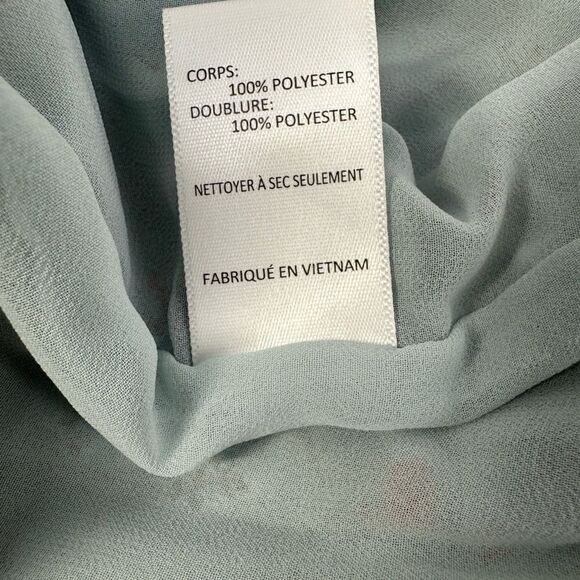 CORPS:
100% POLYESTER
DOUBLURE:
100% POLYESTER
NETTOYER À SEC SEULEMENT
FABRIQUÉ EN VIETNAM